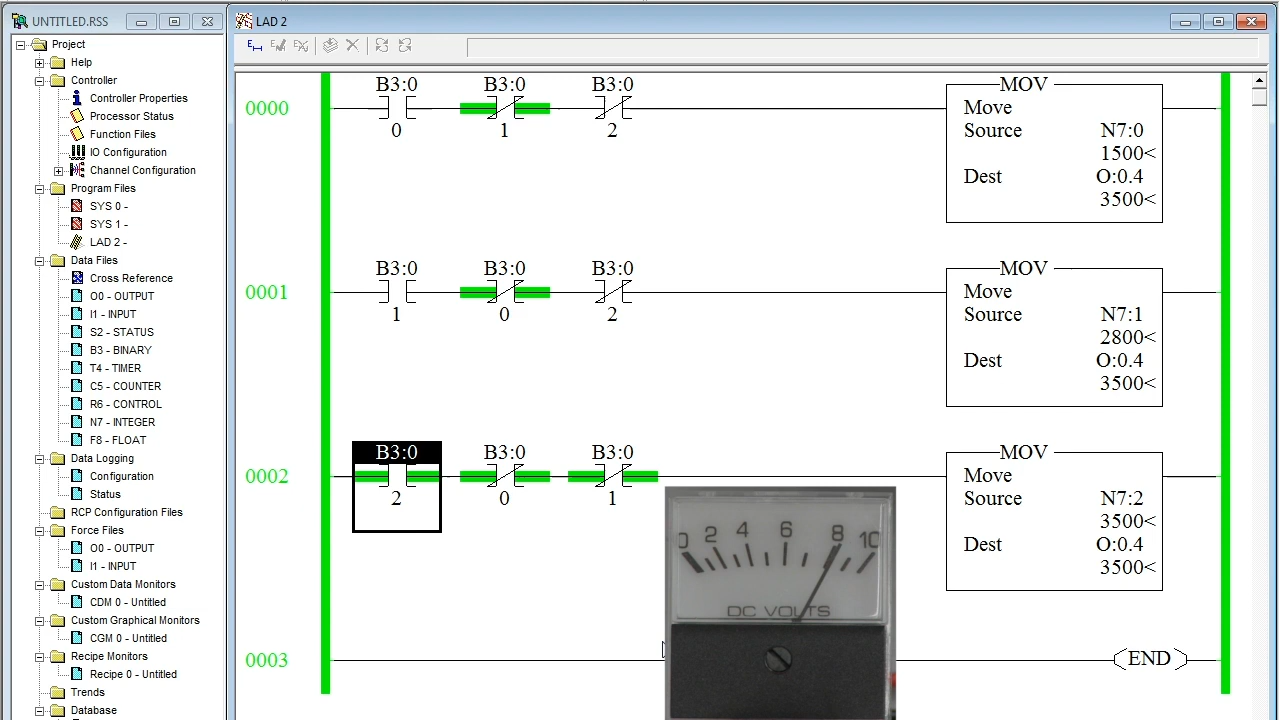 UNTITLED.RSS
Project
Help
Controller
Controller Properties
Processor Status
Function Files
IO Configuration
Channel Configuration
Program Files
SYS 0 -
SYS 1 -
LAD 2 -
Data Files
Cross Reference
O0 - OUTPUT
I1 - INPUT
S2 - STATUS
B3 - BINARY
T4 - TIMER
C5 - COUNTER
R6 - CONTROL
N7 - INTEGER
F8 - FLOAT
Data Logging
Configuration
Status
RCP Configuration Files
Force Files
O0 - OUTPUT
I1 - INPUT
Custom Data Monitors
CDM 0 - Untitled
Custom Graphical Monitors
CGM 0 - Untitled
Recipe Monitors
Recipe 0 - Untitled
Trends
Database
LAD 2
B3:0 B3:0 B3:0 MOV
0000 Move
0 1 2 Source N7:0
1500<
Dest O:0.4
3500<
B3:0 B3:0 B3:0 MOV
0001 Move
1 0 2 Source N7:1
2800<
Dest O:0.4
3500<
B3:0 B3:0 B3:0 MOV
0002 Move
2 0 1 Source N7:2
3500<
Dest O:0.4
3500<
0 2 4 6 8 10
DC VOLTS
0003 END